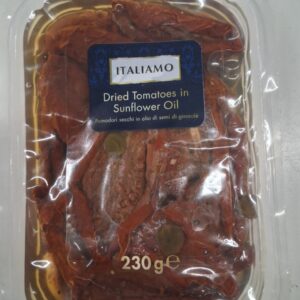 ITALIAMO
Dried Tomatoes in
Sunflower Oil
Pomodori secchi in olio di semi di girasole
230g℮